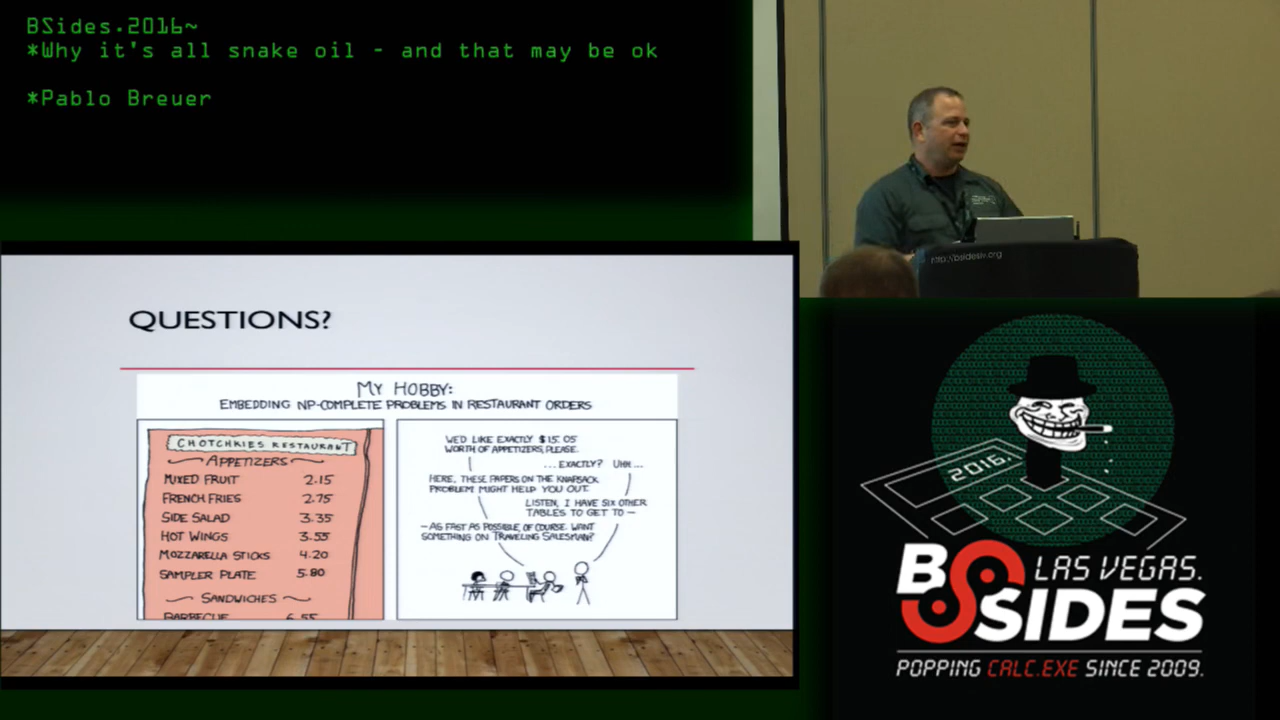 BSides.2016~
*Why it's all snake oil - and that may be ok
*Pablo Breuer
http://bsideslv.org
QUESTIONS?
MY HOBBY:
EMBEDDING NP-COMPLETE PROBLEMS IN RESTAURANT ORDERS
CHOTCHKIES RESTAURANT
APPETIZERS
MIXED FRUIT 2.15
FRENCH FRIES 2.75
SIDE SALAD 3.35
HOT WINGS 3.55
MOZZARELLA STICKS 4.20
SAMPLER PLATE 5.80
SANDWICHES
BARBECUE 6.55
WE'D LIKE EXACTLY $15.05
WORTH OF APPETIZERS, PLEASE.
...EXACTLY? UHH...
HERE, THESE PAPERS ON THE KNAPSACK
PROBLEM MIGHT HELP YOU OUT.
LISTEN, I HAVE SIX OTHER
TABLES TO GET TO —
—AS FAST AS POSSIBLE, OF COURSE. WANT
SOMETHING ON TRAVELING SALESMAN?
2016.
BSIDES
LAS VEGAS.
POPPING CALC.EXE SINCE 2009.